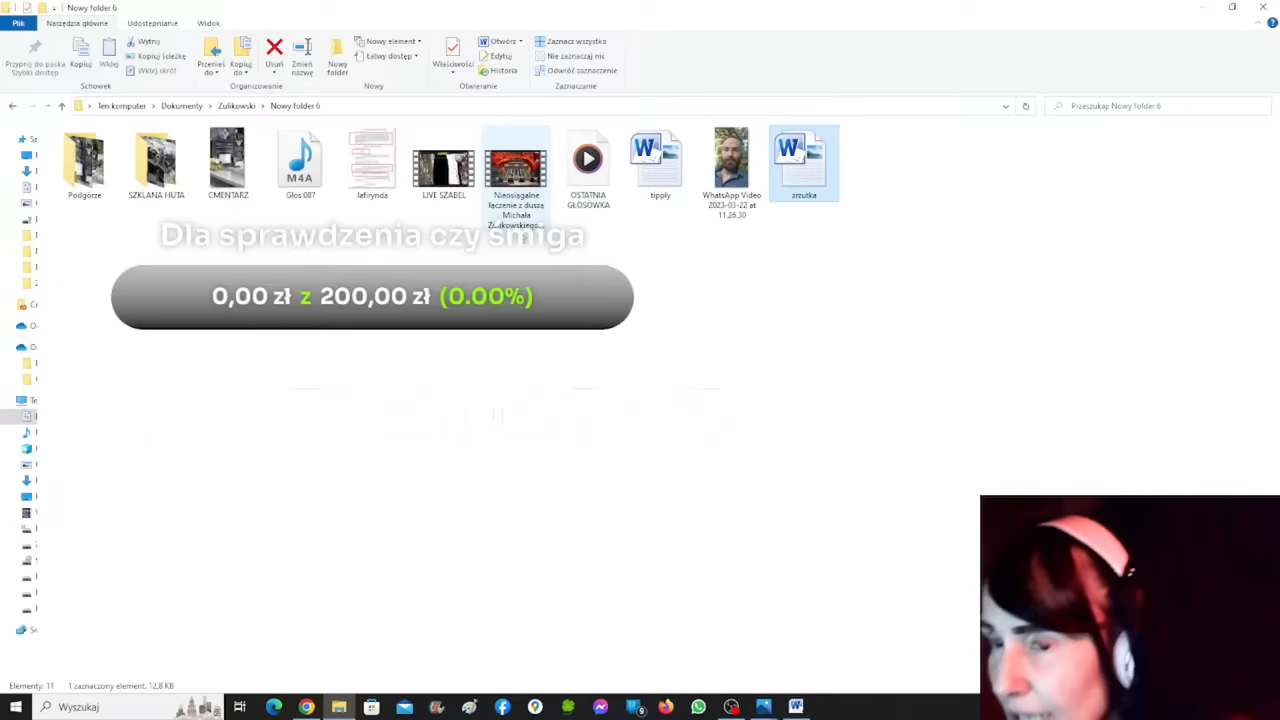 Nowy folder 6
Plik
Narzędzia główne
Udostępnianie
Widok
Przypnij do paska
Szybki dostęp
Kopiuj
Wklej
Wytnij
Kopiuj ścieżkę
Wklej skrót
Przenieś
do
Kopiuj
do
Usuń
Zmień
nazwę
Nowy
folder
Nowy element
Łatwy dostęp
Właściwości
Otwórz
Edytuj
Historia
Zaznacz wszystko
Nie zaznaczaj nic
Odwróć zaznaczenie
Schowek
Organizowanie
Nowy
Otwieranie
Zaznaczanie
Ten komputer
Dokumenty
Żulikowski
Nowy folder 6
Przeszukaj: Nowy folder 6
Podgórze
SZKLANA HUTA
CMENTARZ
M4A
Głos 087
lafirynda
LIVE SZABEL
Nieosiągalne
łączenie z duszą
Michała
OSTATNIA
GŁOSÓWKA
tipply
WhatsApp Video
2023-03-22 at
11.26.30
zrzutka
Dla sprawdzenia czy śmiga
0,00 zł z 200,00 zł (0.00%)
Elementy: 11
1 zaznaczony element. 12,8 KB
Wyszukaj